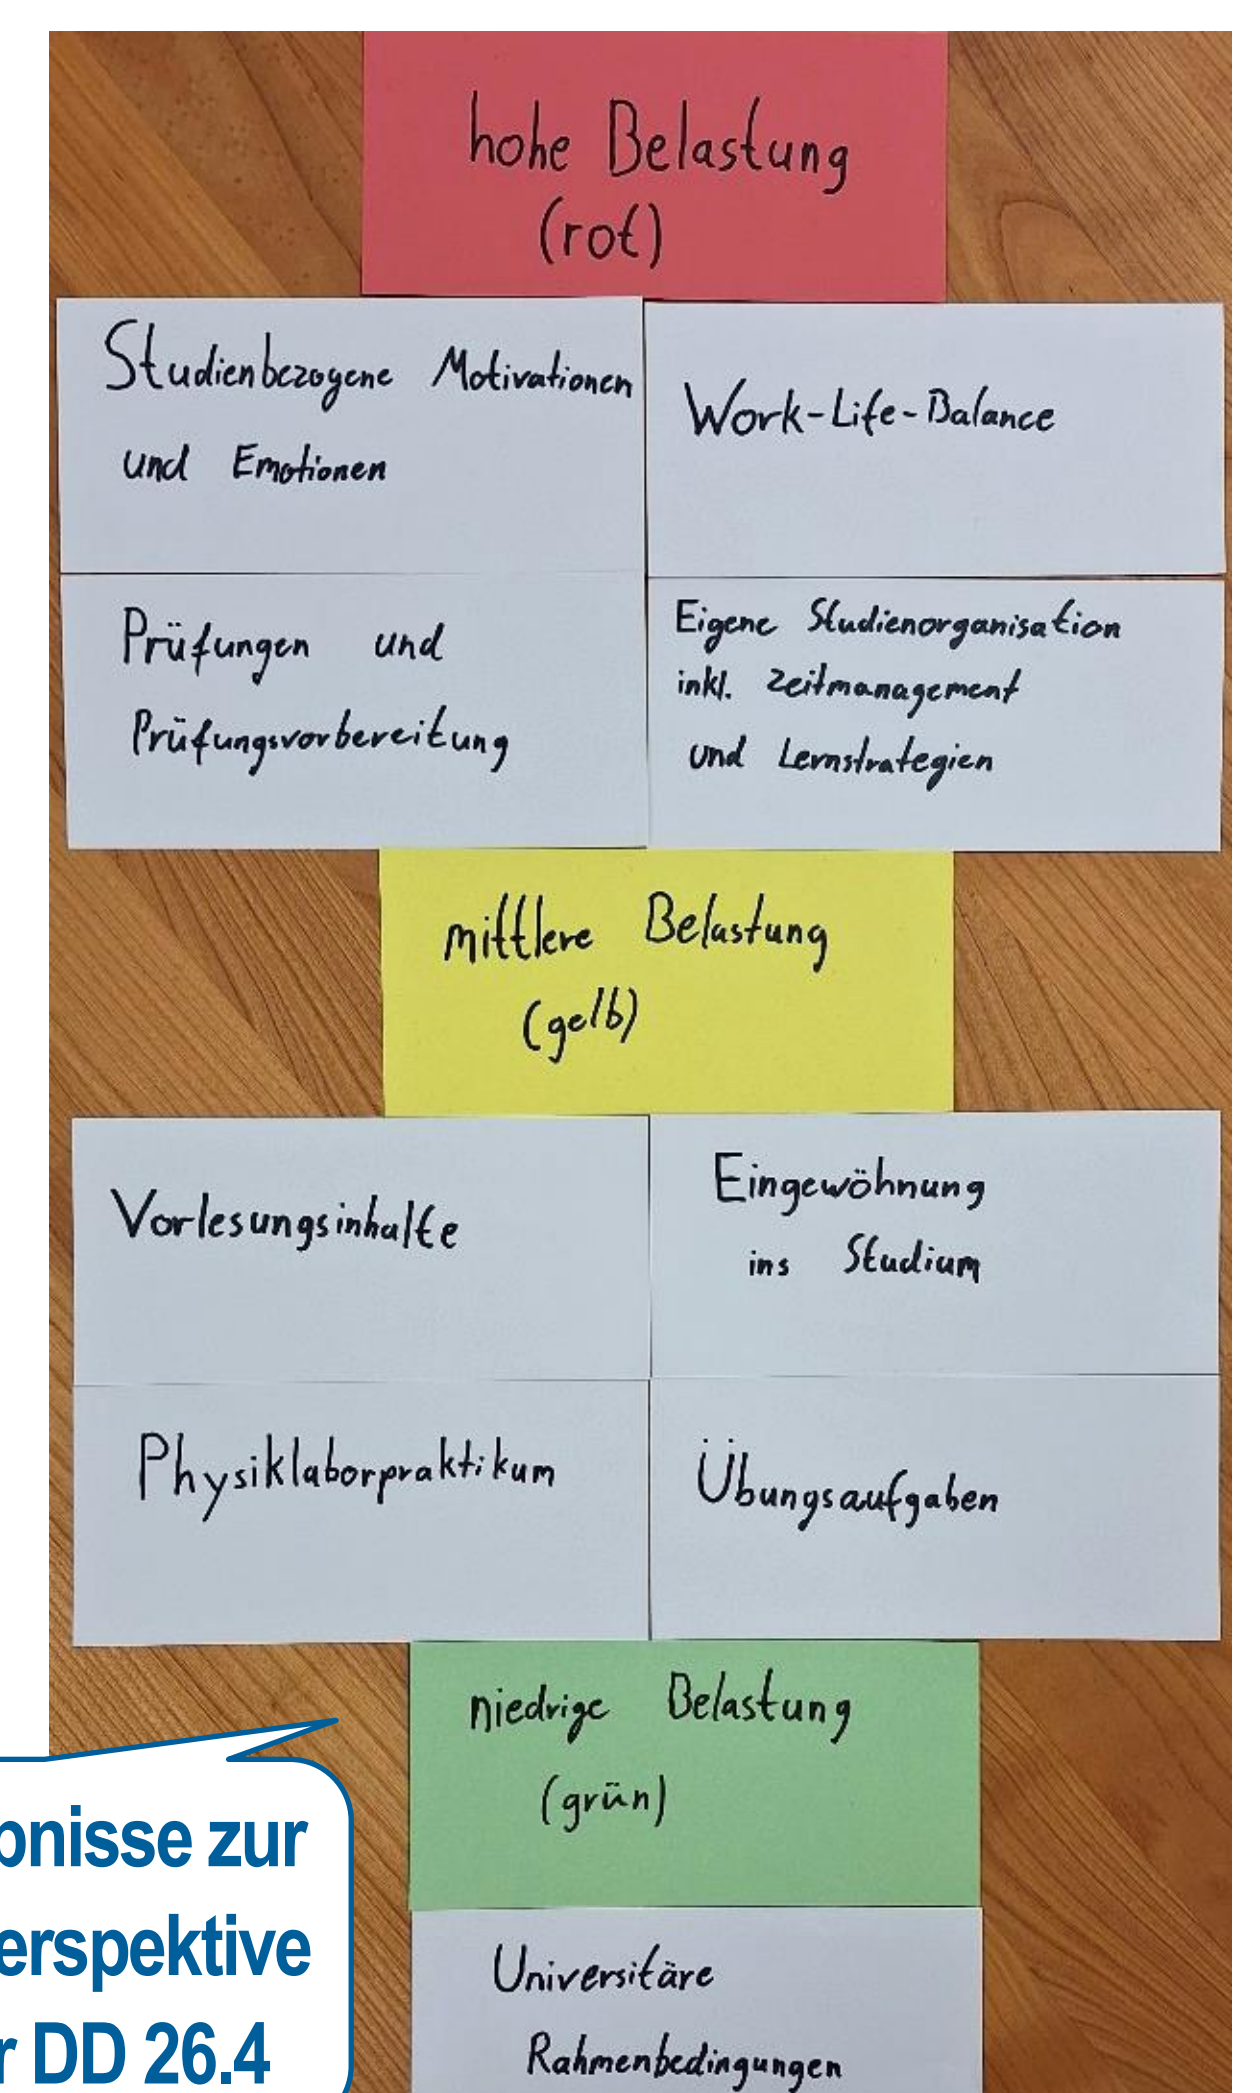 hohe Belastung
(rot)
Studienbezogene Motivationen
und Emotionen
Work-Life-Balance
Prüfungen und
Prüfungsvorbereitung
Eigene Studienorganisation
inkl. Zeitmanagement
und Lernstrategien
mittlere Belastung
(gelb)
Vorlesungsinhalte
Eingewöhnung
ins Studium
Physiklaborpraktikum
Übungsaufgaben
niedrige Belastung
(grün)
Universitäre
Rahmenbedingungen
bnisse zur
erspektive
r DD 26.4